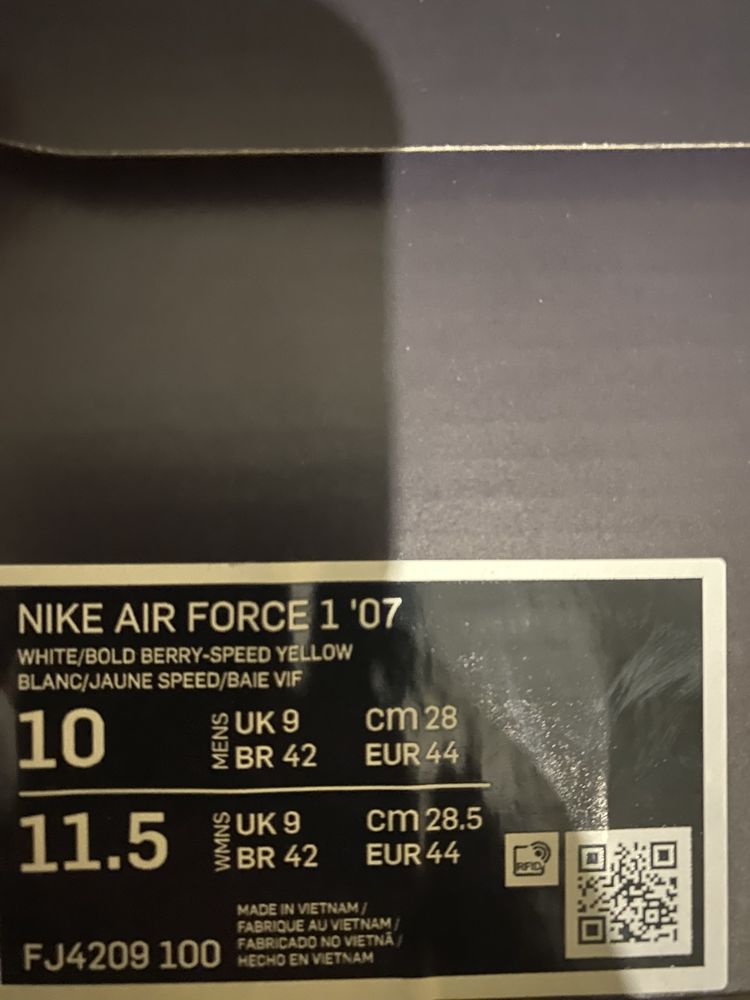 NIKE AIR FORCE 1 '07
WHITE/BOLD BERRY-SPEED YELLOW
BLANC/JAUNE SPEED/BAIE VIF
10 MENS UK 9 cm 28
BR 42 EUR 44
11.5 WMNS UK 9 cm 28.5
BR 42 EUR 44
RFID
MADE IN VIETNAM /
FABRIQUE AU VIETNAM /
FABRICADO NO VIETNÃ /
HECHO EN VIETNAM
FJ4209 100